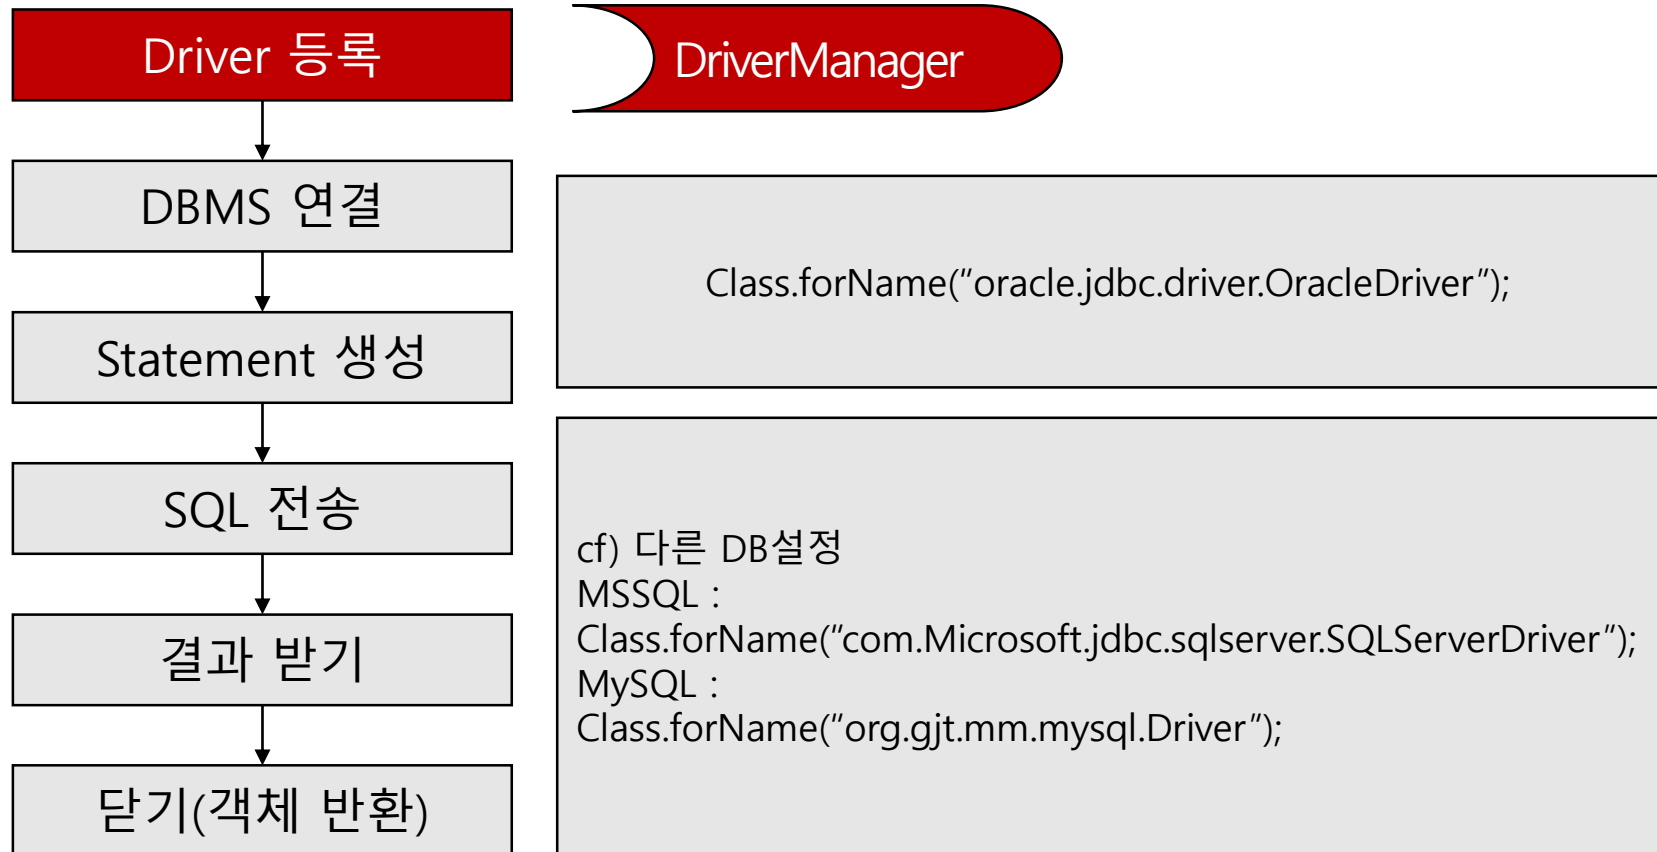 Driver 등록
DriverManager
DBMS 연결
Statement 생성
SQL 전송
결과 받기
닫기(객체 반환)
Class.forName(“oracle.jdbc.driver.OracleDriver”);
cf) 다른 DB설정
MSSQL :
Class.forName(“com.Microsoft.jdbc.sqlserver.SQLServerDriver”);
MySQL :
Class.forName(“org.gjt.mm.mysql.Driver”);